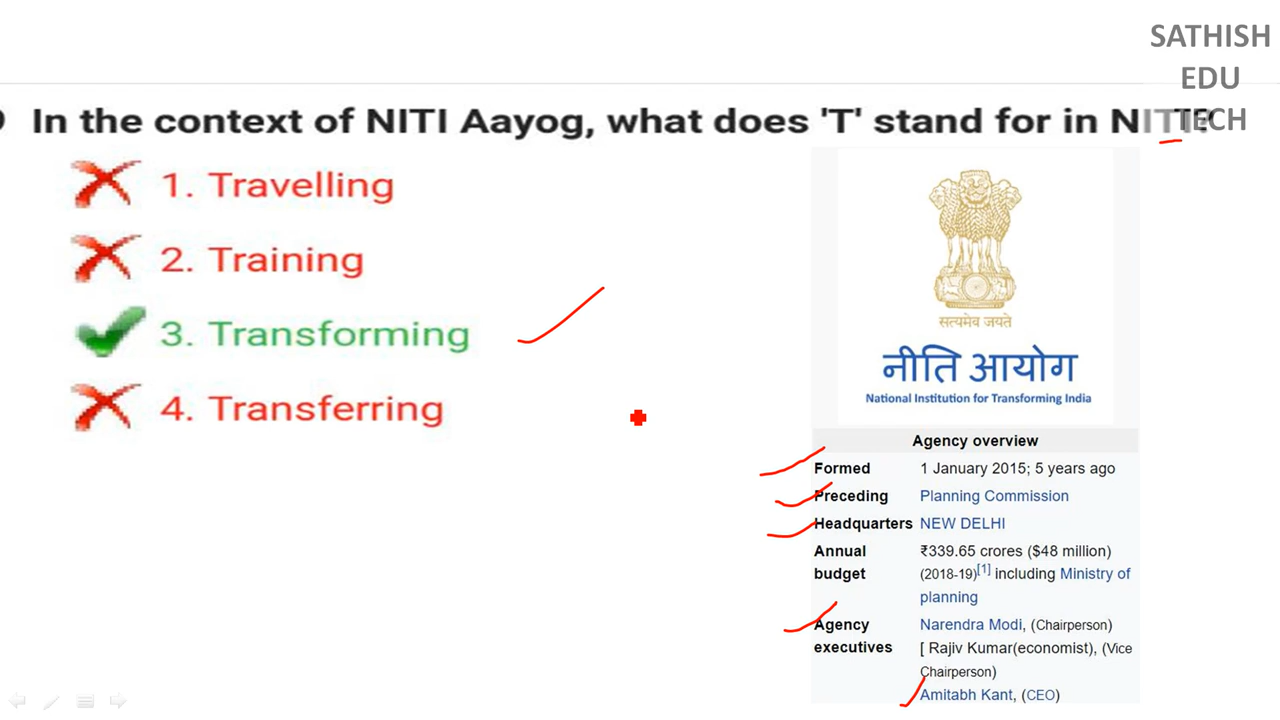 SATHISH
EDU
TECH
In the context of NITI Aayog, what does 'T' stand for in NITI?
1. Travelling
2. Training
3. Transforming
4. Transferring
सत्यमेव जयते
नीति आयोग
National Institution for Transforming India
Agency overview
Formed 1 January 2015; 5 years ago
Preceding Planning Commission
Headquarters NEW DELHI
Annual budget ₹339.65 crores ($48 million)
(2018-19)[1] including Ministry of
planning
Agency executives Narendra Modi, (Chairperson)
[ Rajiv Kumar(economist), (Vice
Chairperson)
Amitabh Kant, (CEO)